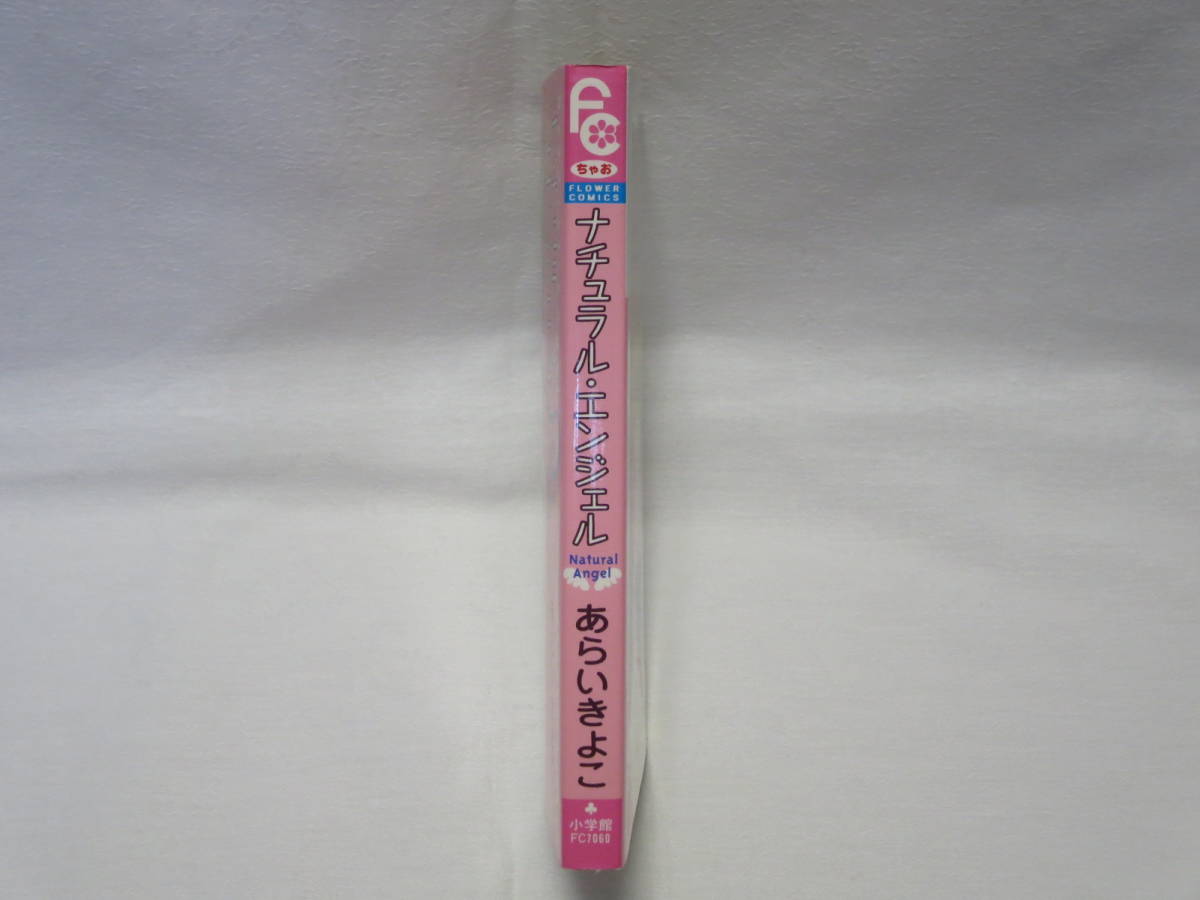 FC
ちゃお
FLOWER
COMICS
ナチュラル・エンジェル
Natural
Angel
あらいきよこ
小学館
FC7060